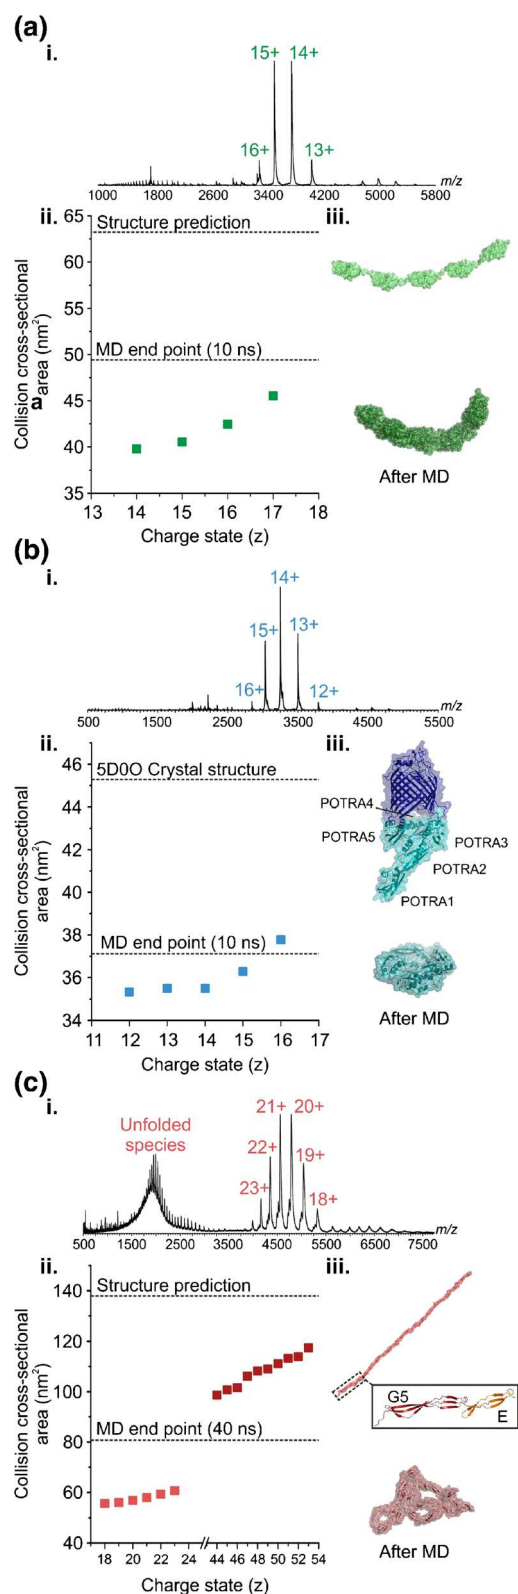 (a)
i.
15+ 14+
16+ 13+
m/z
1000 1800 2600 3400 4200 5000 5800
ii.
iii.
65
60
55
50
45
40
35
Structure prediction
MD end point (10 ns)
Collision cross-sectional
area (nm²)
a
13 14 15 16 17 18
Charge state (z)
After MD
(b)
i.
14+
15+ 13+
16+ 12+
m/z
500 1500 2500 3500 4500 5500
ii.
iii.
46
44
42
40
38
36
34
5D0O Crystal structure
MD end point (10 ns)
Collision cross-sectional
area (nm²)
11 12 13 14 15 16 17
Charge state (z)
POTRA4
POTRA5
POTRA3
POTRA2
POTRA1
After MD
(c)
i.
Unfolded
species
21+ 20+
22+ 19+
23+ 18+
m/z
500 1500 2500 3500 4500 5500 6500 7500
ii.
iii.
140
120
100
80
60
40
Structure prediction
MD end point (40 ns)
Collision cross-sectional
area (nm²)
18 20 22 24 44 46 48 50 52 54
Charge state (z)
G5
E
After MD